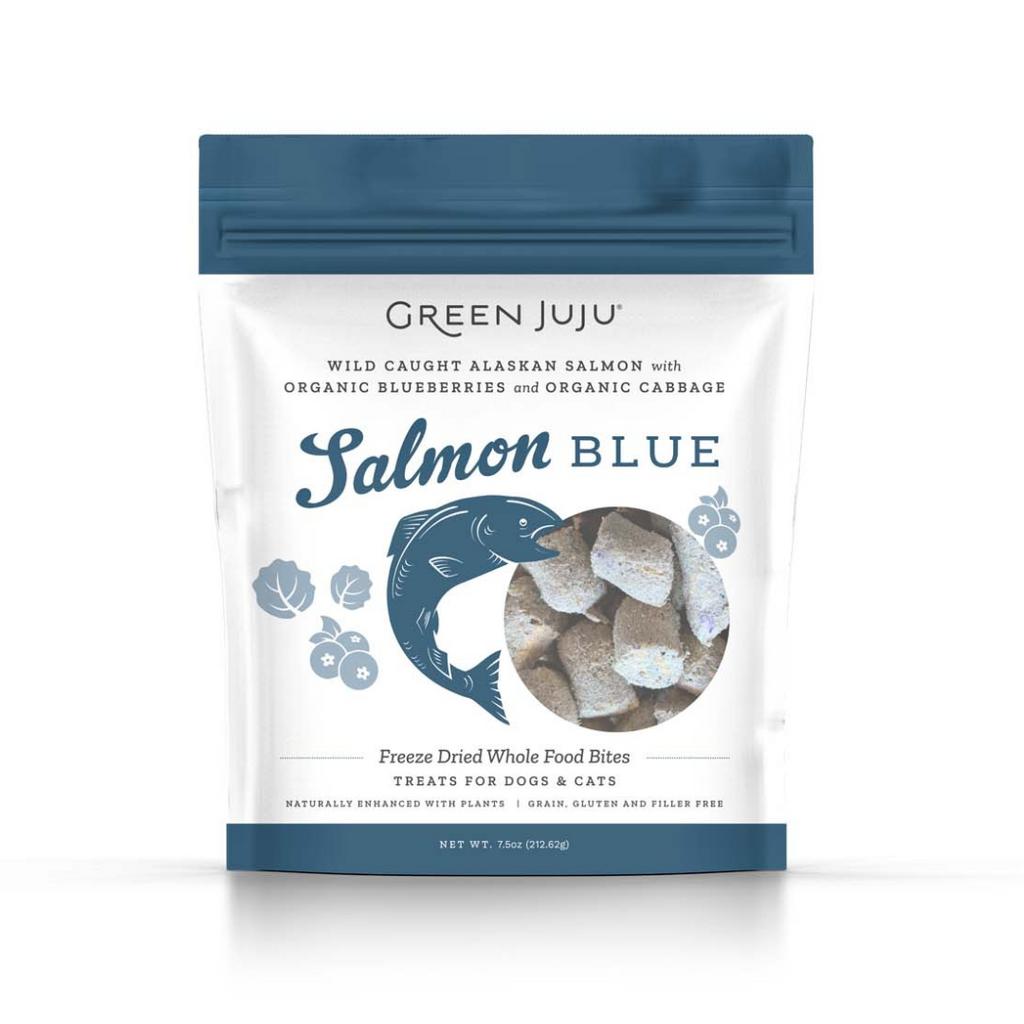 GREEN JUJU®
WILD CAUGHT ALASKAN SALMON with
ORGANIC BLUEBERRIES and ORGANIC CABBAGE
Salmon BLUE
Freeze Dried Whole Food Bites
TREATS FOR DOGS & CATS
NATURALLY ENHANCED WITH PLANTS | GRAIN, GLUTEN AND FILLER FREE
NET WT. 7.5oz (212.62g)